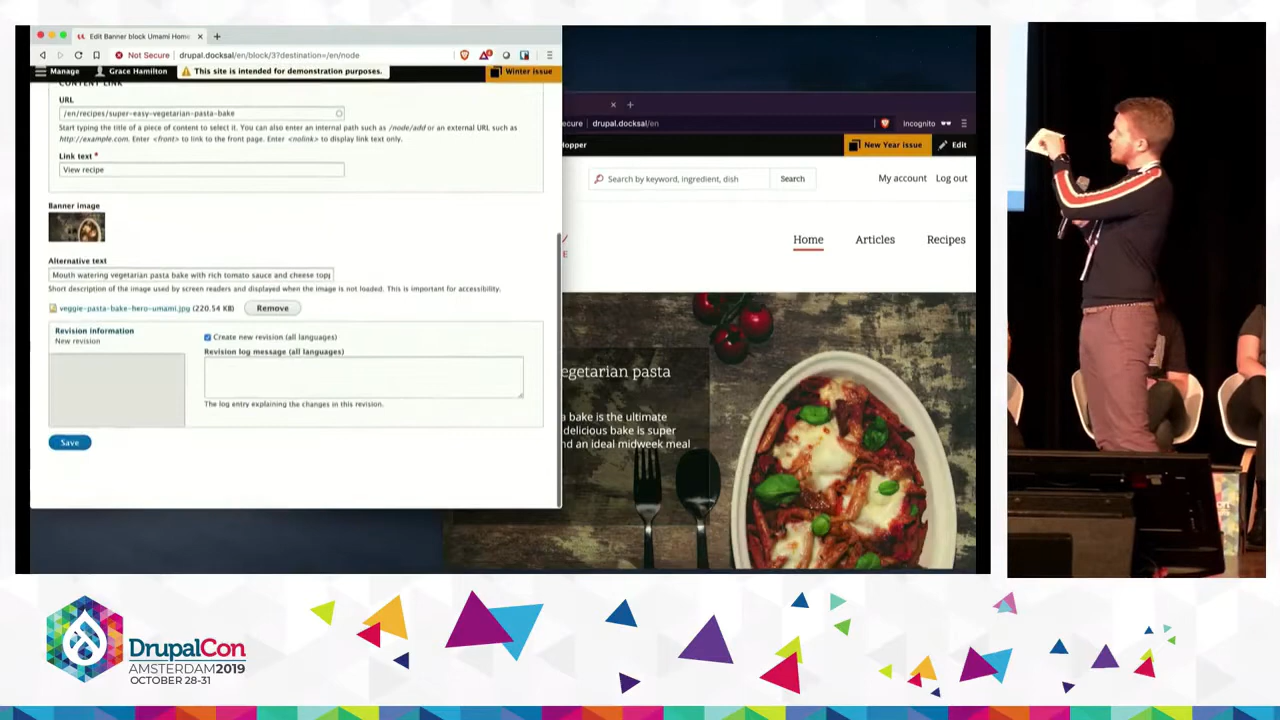 Edit Banner block Umami Hom
Not Secure
drupal.docksal/en/block/3?destination=/en/node
Manage
Grace Hamilton
This site is intended for demonstration purposes.
Winter issue
CONTENT LINK
URL
/en/recipes/super-easy-vegetarian-pasta-bake
Start typing the title of a piece of content to select it. You can also enter an internal path such as /node/add or an external URL such as
http://example.com. Enter <front> to link to the front page. Enter <nolink> to display link text only.
Link text *
View recipe
Banner image
Alternative text
Mouth watering vegetarian pasta bake with rich tomato sauce and cheese topp
Short description of the image used by screen readers and displayed when the image is not loaded. This is important for accessibility.
veggie-pasta-bake-hero-umami.jpg (220.54 KB)
Remove
Revision information
New revision
Create new revision (all languages)
Revision log message (all languages)
The log entry explaining the changes in this revision.
Save
ecure
drupal.docksal/en
Incognito
Hopper
New Year issue
Edit
Search by keyword, ingredient, dish
Search
My account
Log out
Home
Articles
Recipes
egetarian pasta
a bake is the ultimate
delicious bake is super
nd an ideal midweek meal
DrupalCon
AMSTERDAM2019
OCTOBER 28-31